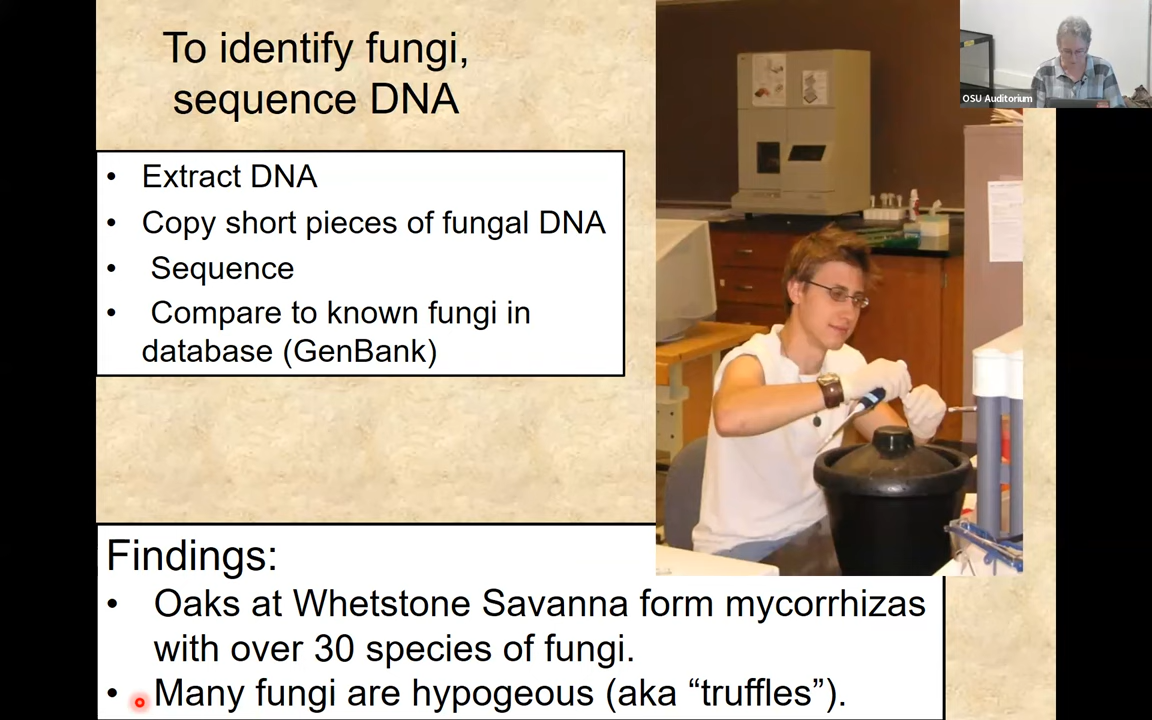 To identify fungi,
sequence DNA
OSU Auditorium
• Extract DNA
• Copy short pieces of fungal DNA
• Sequence
• Compare to known fungi in
database (GenBank)
Findings:
• Oaks at Whetstone Savanna form mycorrhizas
with over 30 species of fungi.
• Many fungi are hypogeous (aka “truffles”).